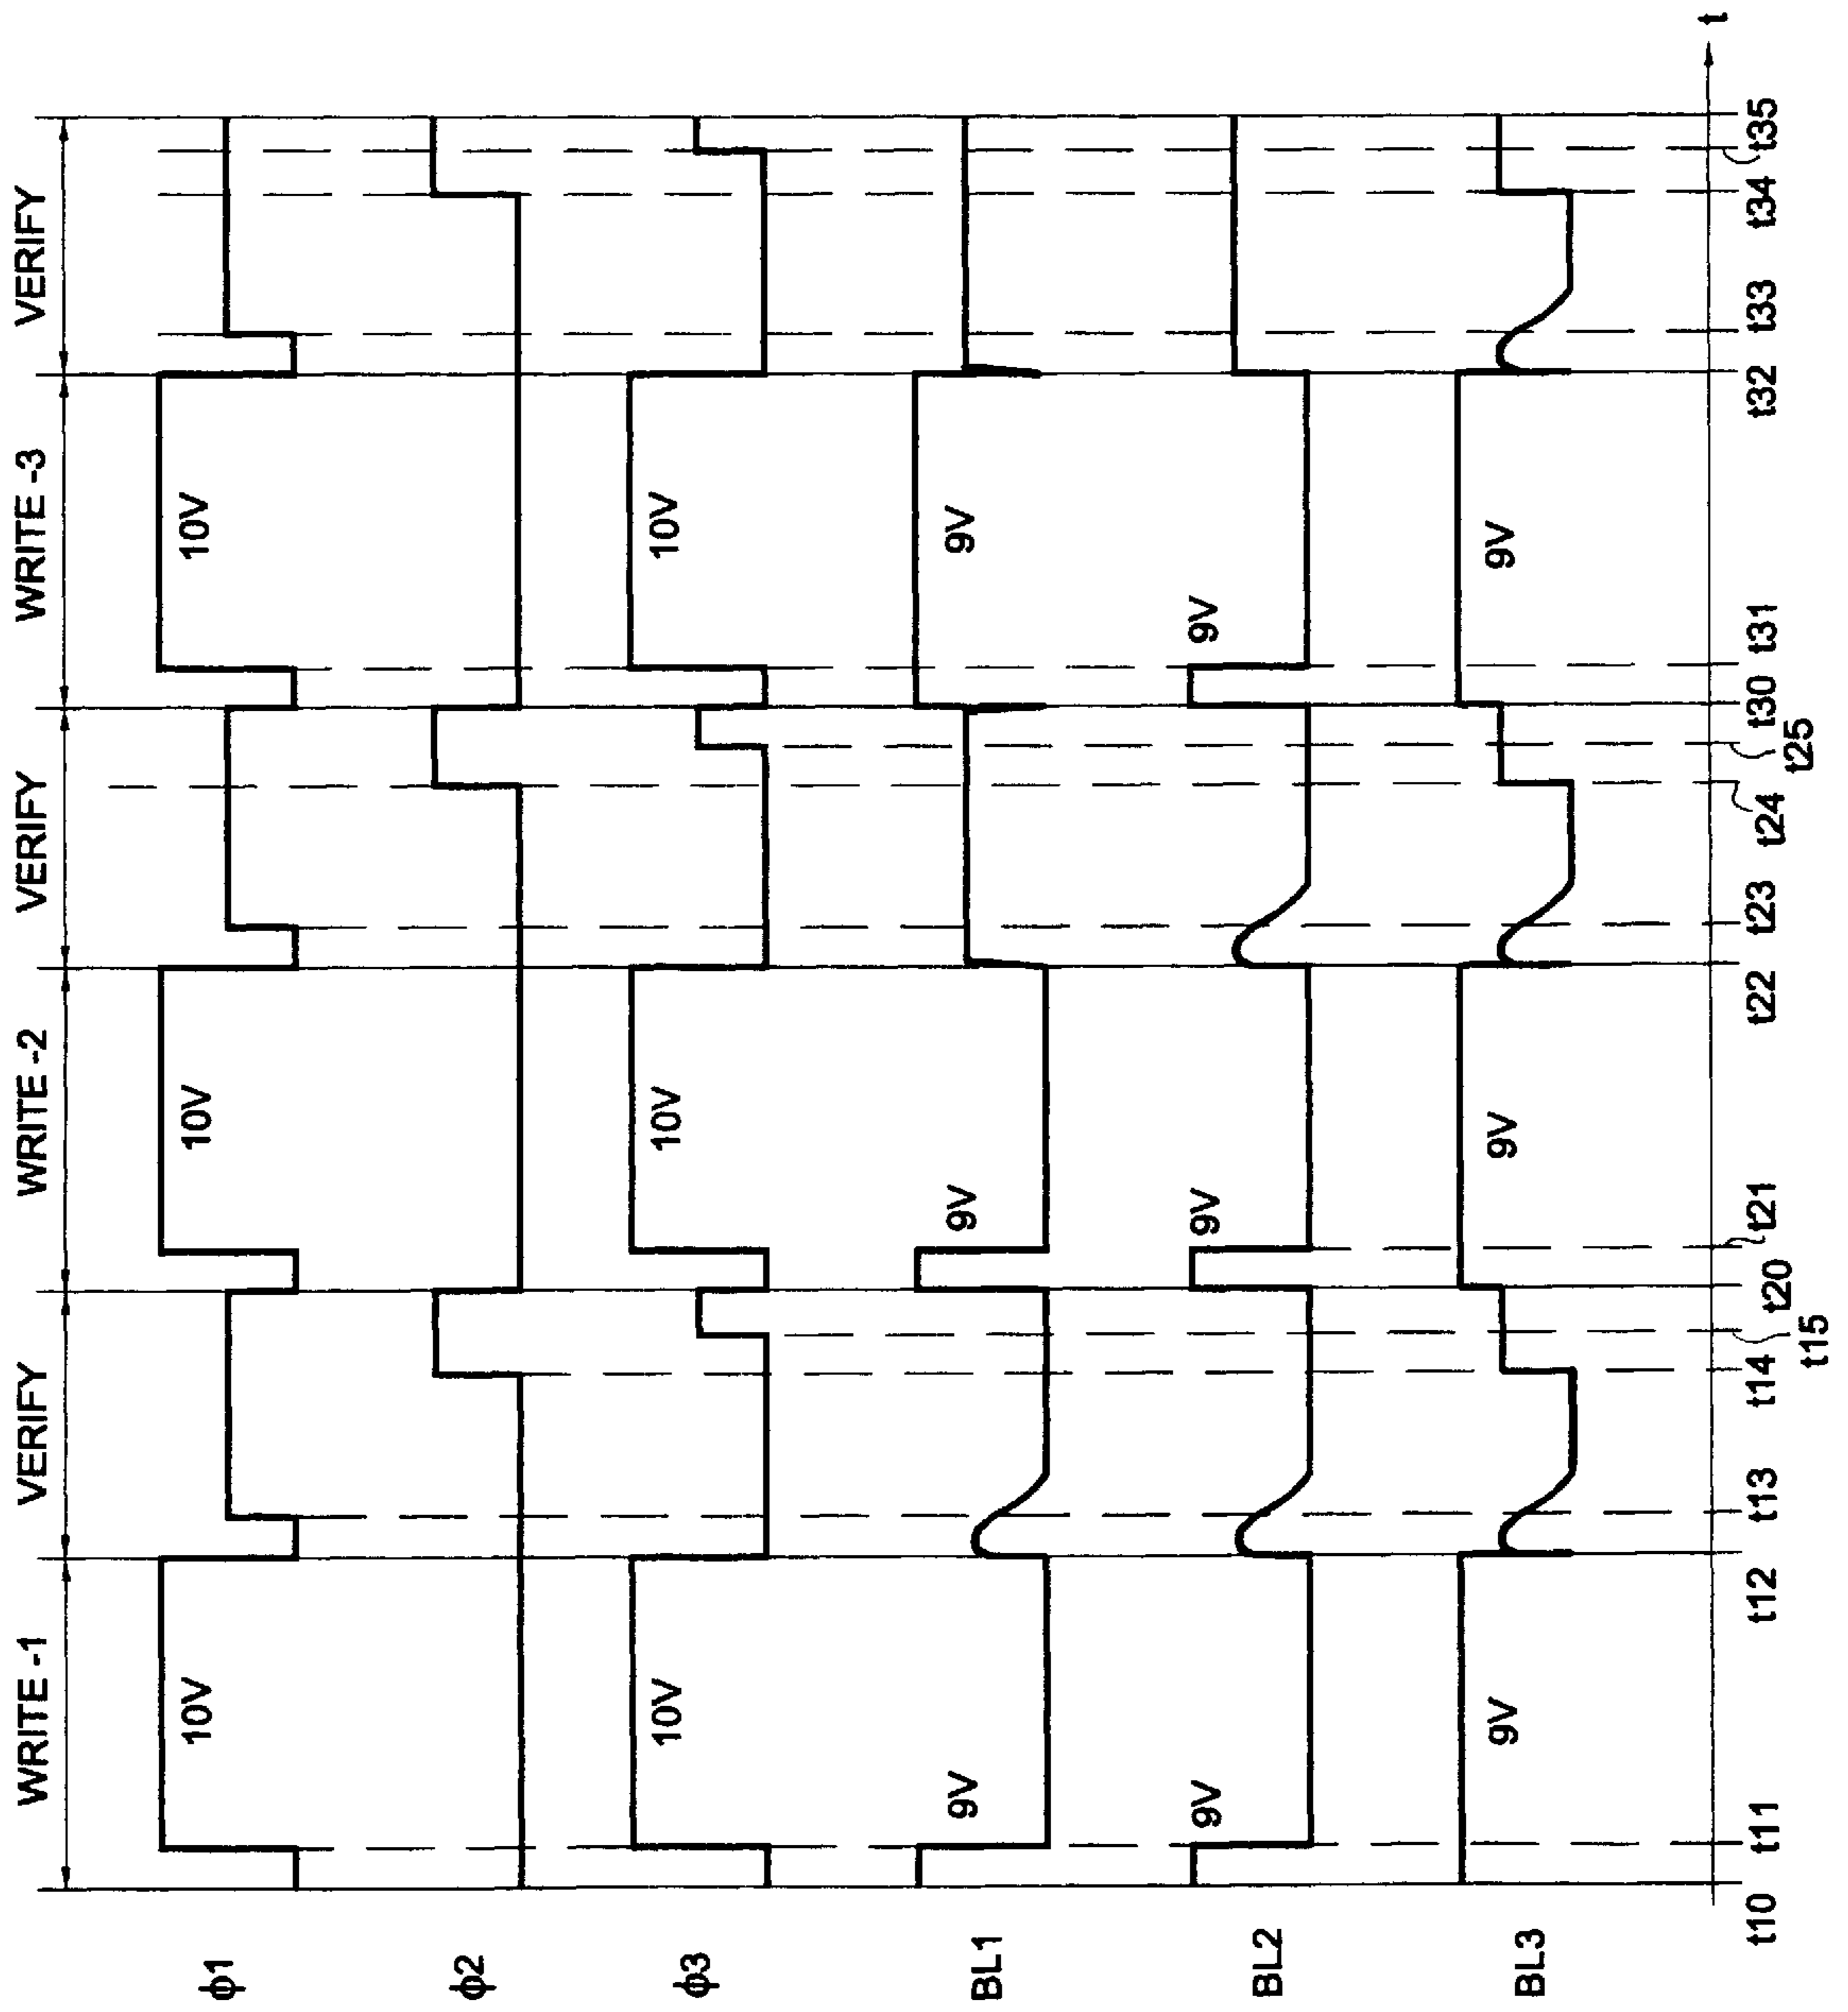 WRITE -1 VERIFY WRITE -2 VERIFY WRITE -3 VERIFY
ϕ1 10V 10V 10V
ϕ2
ϕ3 10V 10V 10V
BL1 9V 9V 9V
BL2 9V 9V 9V
BL3 9V 9V 9V
t
t10 t11 t12 t13 t14 t20 t21 t22 t23 t24 t30 t31 t32 t33 t34 t35
t15 t25